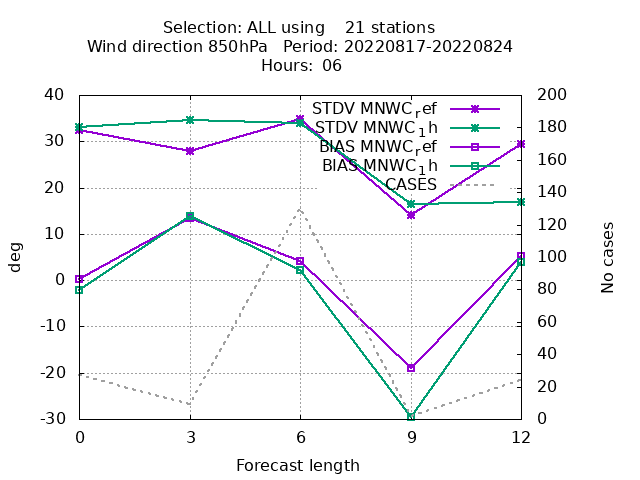 Selection: ALL using    21 stations
Wind direction 850hPa   Period: 20220817-20220824
Hours: 06
40 200
STDV MNWC_ref
180
STDV MNWC_1h
30 160
BIAS MNWC_ref
BIAS MNWC_1h
20 140
CASES
120
10 100
0 80
-10 60
40
-20 20
-30 0
deg
No cases
0 3 6 9 12
Forecast length